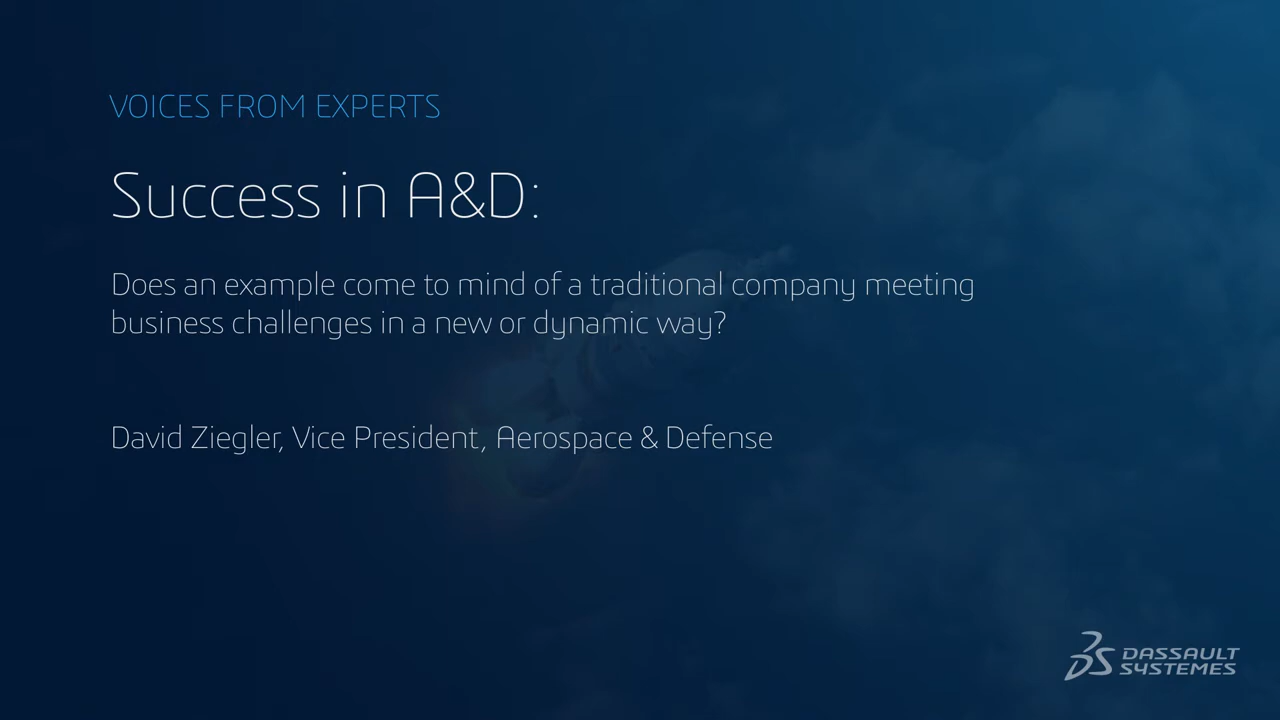 VOICES FROM EXPERTS
Success in A&D:
Does an example come to mind of a traditional company meeting
business challenges in a new or dynamic way?
David Ziegler, Vice President, Aerospace & Defense
DASSAULT
SYSTEMES